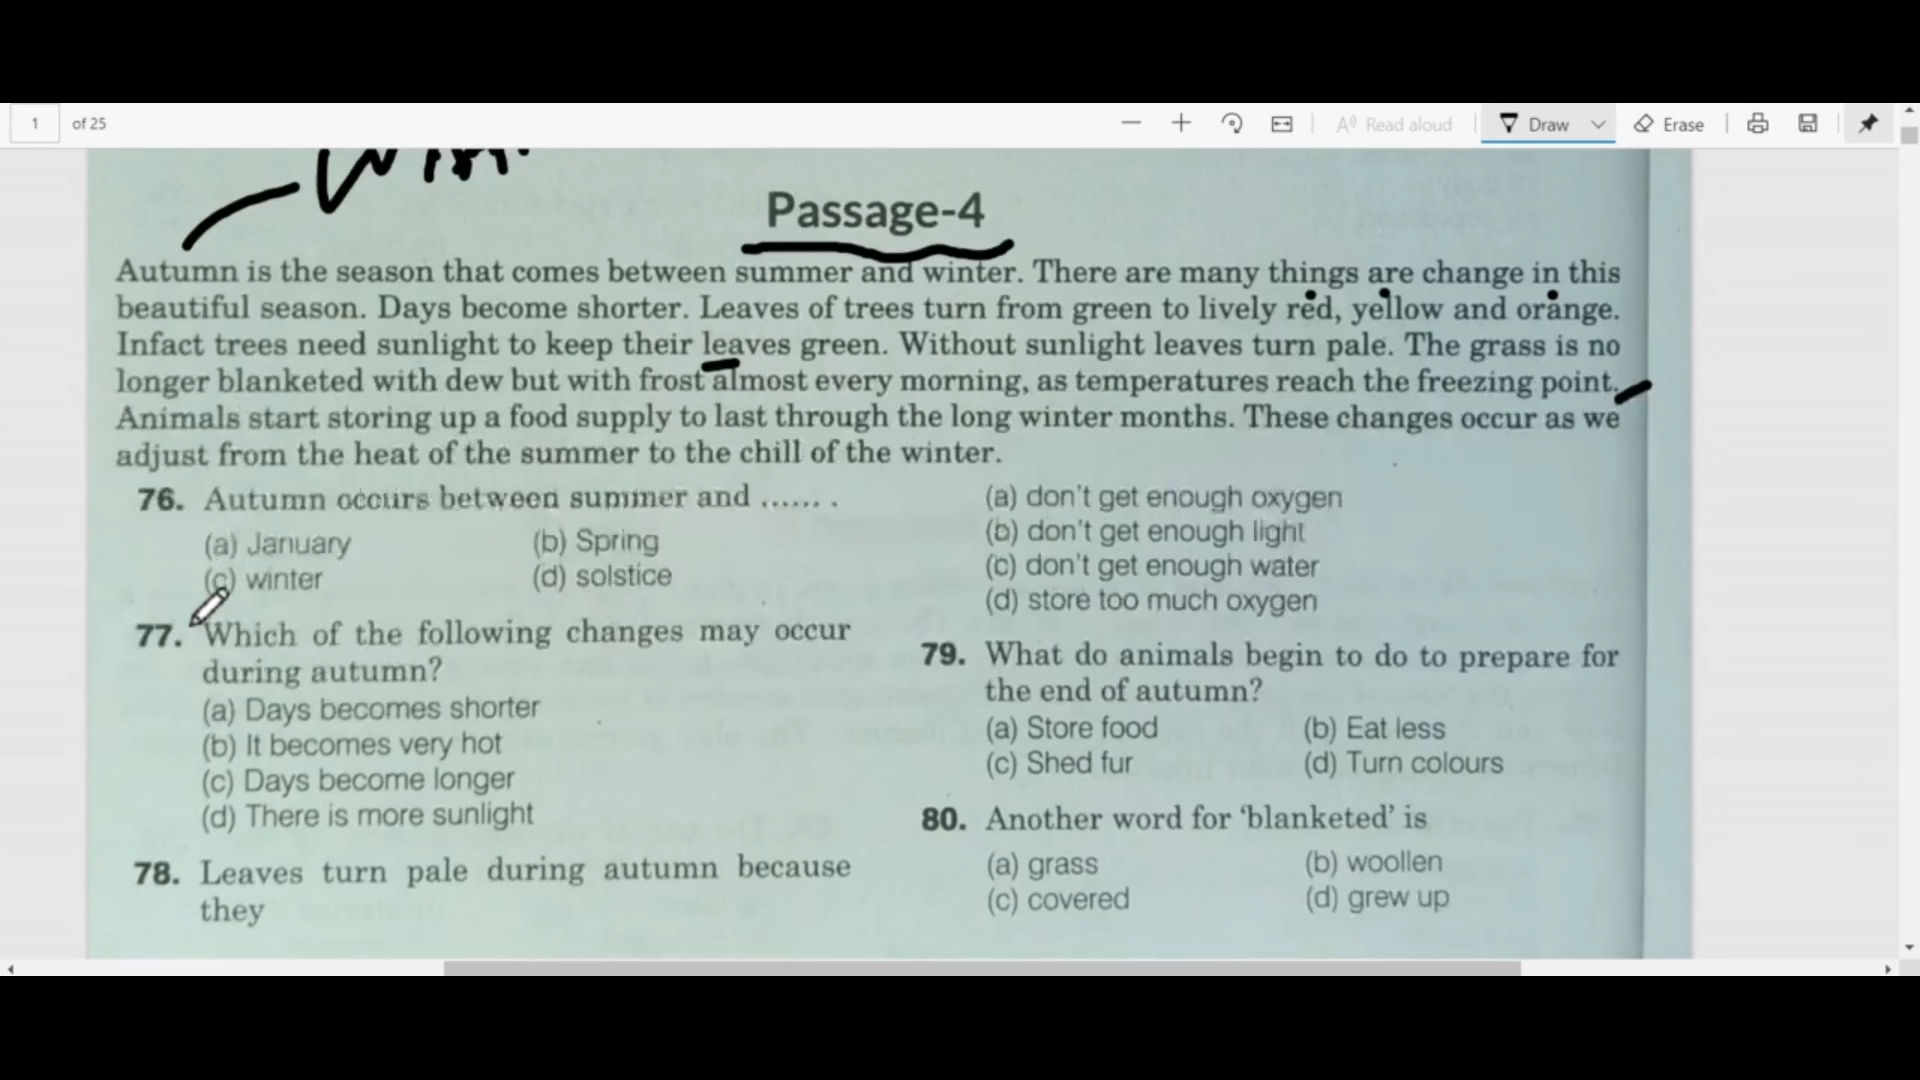 1 of 25
Read aloud
Draw
Erase
Passage-4
Autumn is the season that comes between summer and winter. There are many things are change in this
beautiful season. Days become shorter. Leaves of trees turn from green to lively red, yellow and orange.
Infact trees need sunlight to keep their leaves green. Without sunlight leaves turn pale. The grass is no
longer blanketed with dew but with frost almost every morning, as temperatures reach the freezing point.
Animals start storing up a food supply to last through the long winter months. These changes occur as we
adjust from the heat of the summer to the chill of the winter.
76. Autumn occurs between summer and ...... .
(a) January (b) Spring
(c) winter (d) solstice
77. Which of the following changes may occur
during autumn?
(a) Days becomes shorter
(b) It becomes very hot
(c) Days become longer
(d) There is more sunlight
78. Leaves turn pale during autumn because
they
(a) don't get enough oxygen
(b) don't get enough light
(c) don't get enough water
(d) store too much oxygen
79. What do animals begin to do to prepare for
the end of autumn?
(a) Store food (b) Eat less
(c) Shed fur (d) Turn colours
80. Another word for 'blanketed' is
(a) grass (b) woollen
(c) covered (d) grew up